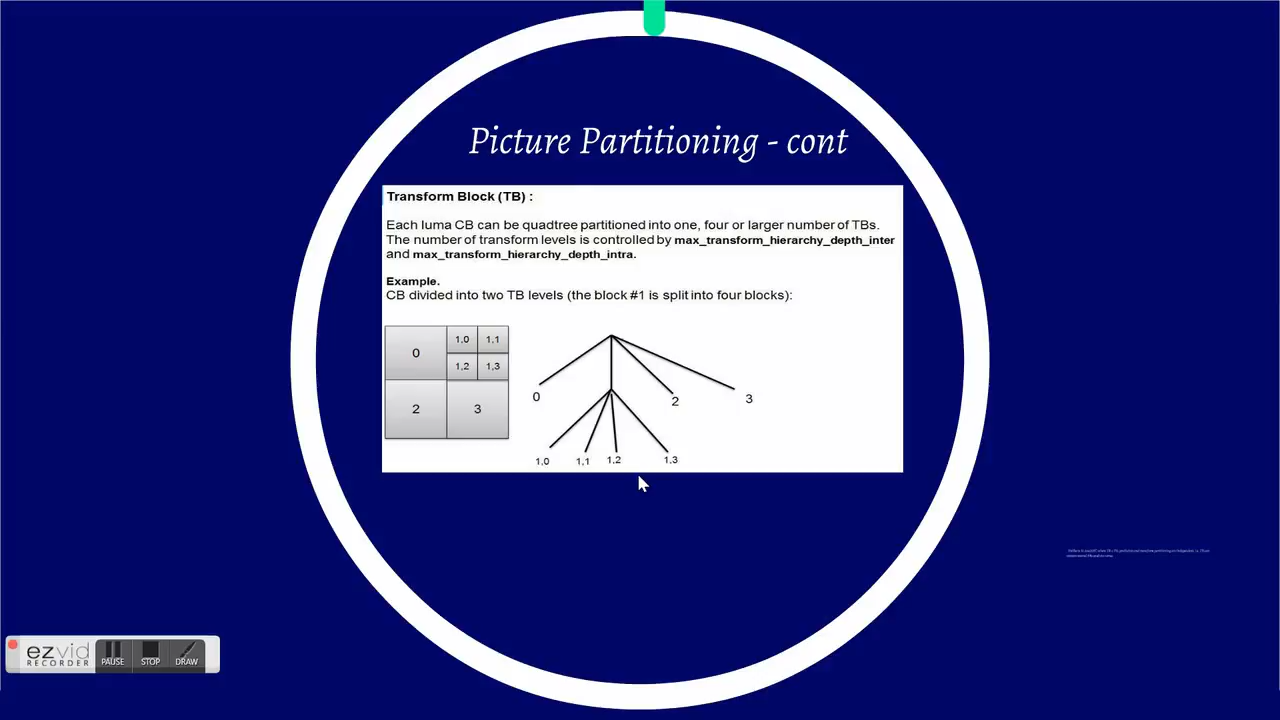 Picture Partitioning - cont
Transform Block (TB) :
Each luma CB can be quadtree partitioned into one, four or larger number of TBs.
The number of transform levels is controlled by max_transform_hierarchy_depth_inter
and max_transform_hierarchy_depth_intra.
Example.
CB divided into two TB levels (the block #1 is split into four blocks):
0
1,0 1,1
1,2 1,3
2 3
0 2 3
1,0 1,1 1,2 1,3
ezvid
RECORDER
PAUSE STOP DRAW